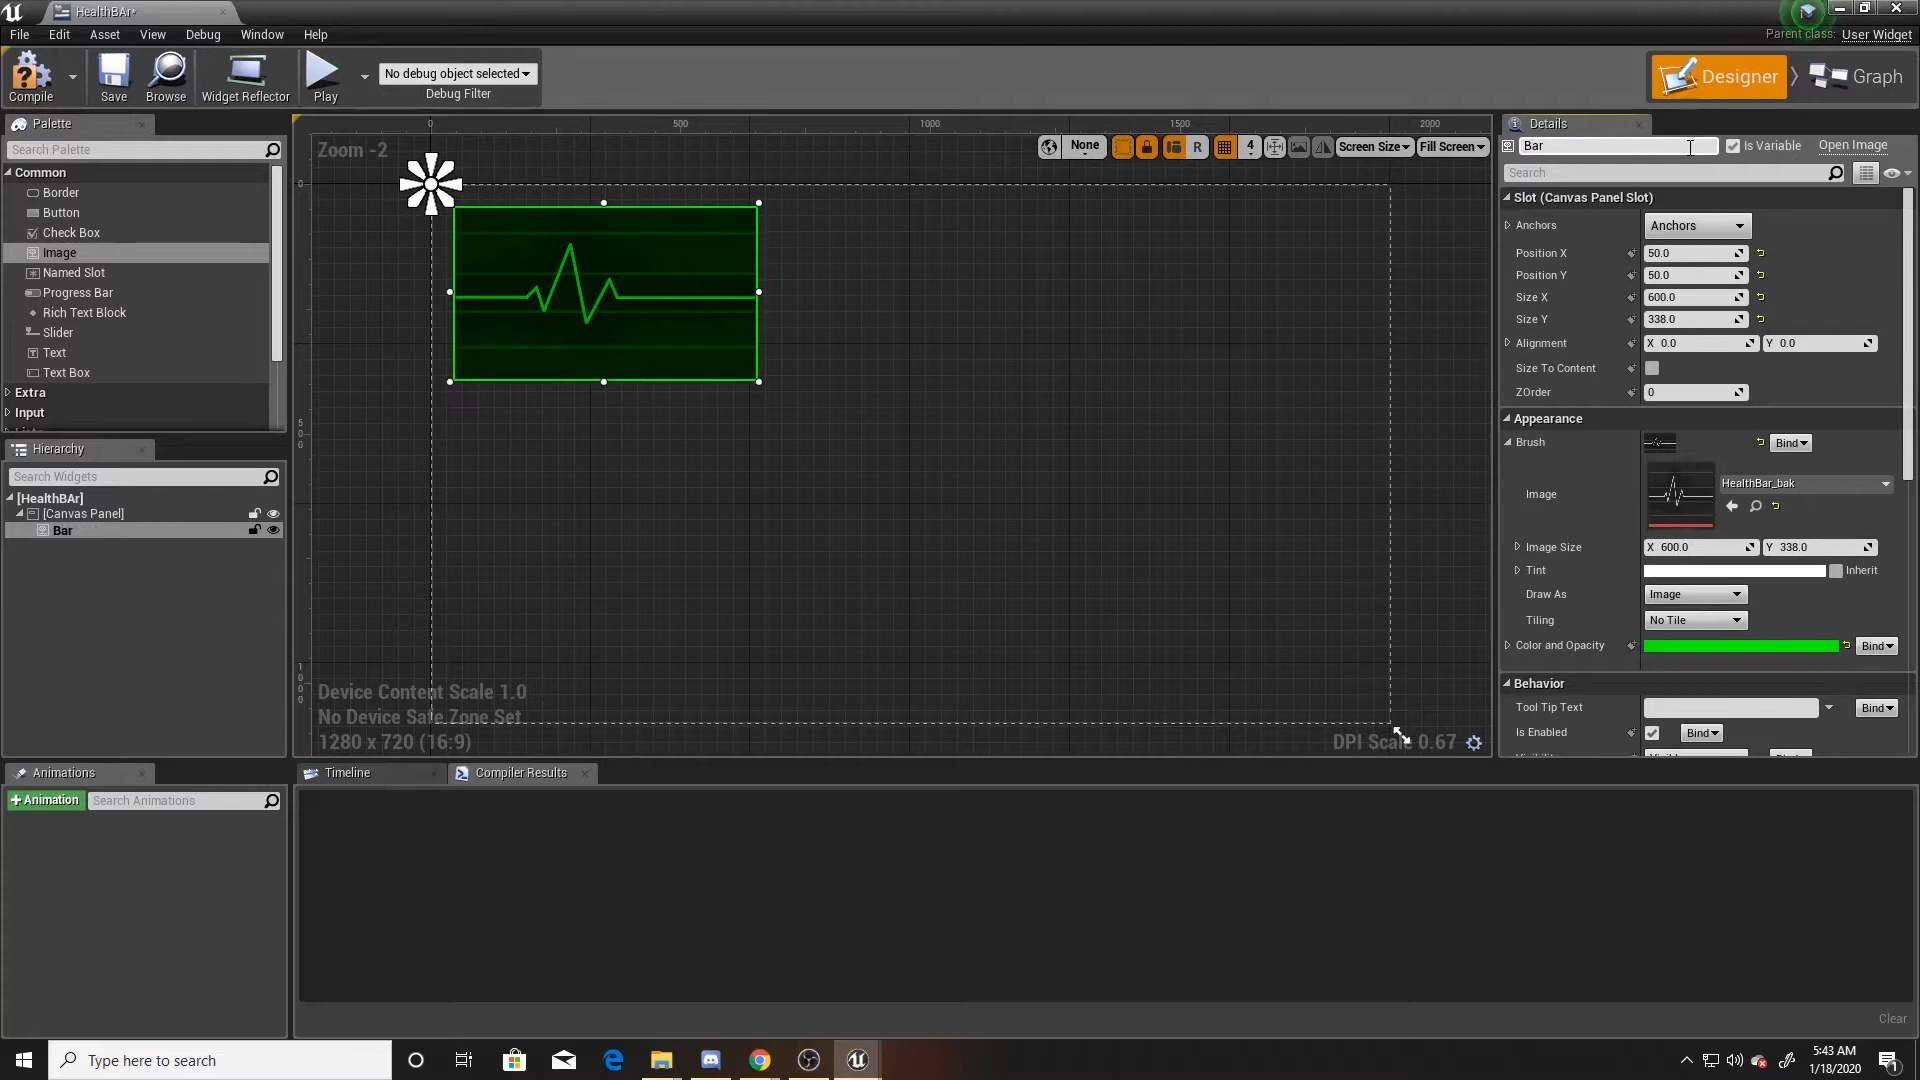 HealthBAr*
File Edit Asset View Debug Window Help
Parent class: User Widget
Compile Save Browse Widget Reflector Play
No debug object selected
Debug Filter
Designer Graph
Palette
Search Palette
Common
Border
Button
Check Box
Image
Named Slot
Progress Bar
Rich Text Block
Slider
Text
Text Box
Extra
Input
Hierarchy
Search Widgets
[HealthBAr]
[Canvas Panel]
Bar
0 500 1000 1500 2000
Zoom -2
None R 4 Screen Size Fill Screen
0
500
1000
Device Content Scale 1.0
No Device Safe Zone Set
1280 x 720 (16:9)
DPI Scale 0.67
Details
Bar Is Variable Open Image
Search
Slot (Canvas Panel Slot)
Anchors Anchors
Position X 50.0
Position Y 50.0
Size X 600.0
Size Y 338.0
Alignment X 0.0 Y 0.0
Size To Content
ZOrder 0
Appearance
Brush Bind
Image HealthBar_bak
Image Size X 600.0 Y 338.0
Tint Inherit
Draw As Image
Tiling No Tile
Color and Opacity Bind
Behavior
Tool Tip Text Bind
Is Enabled Bind
Animations
+ Animation Search Animations
Timeline Compiler Results
Clear
Type here to search
5:43 AM
1/18/2020
1